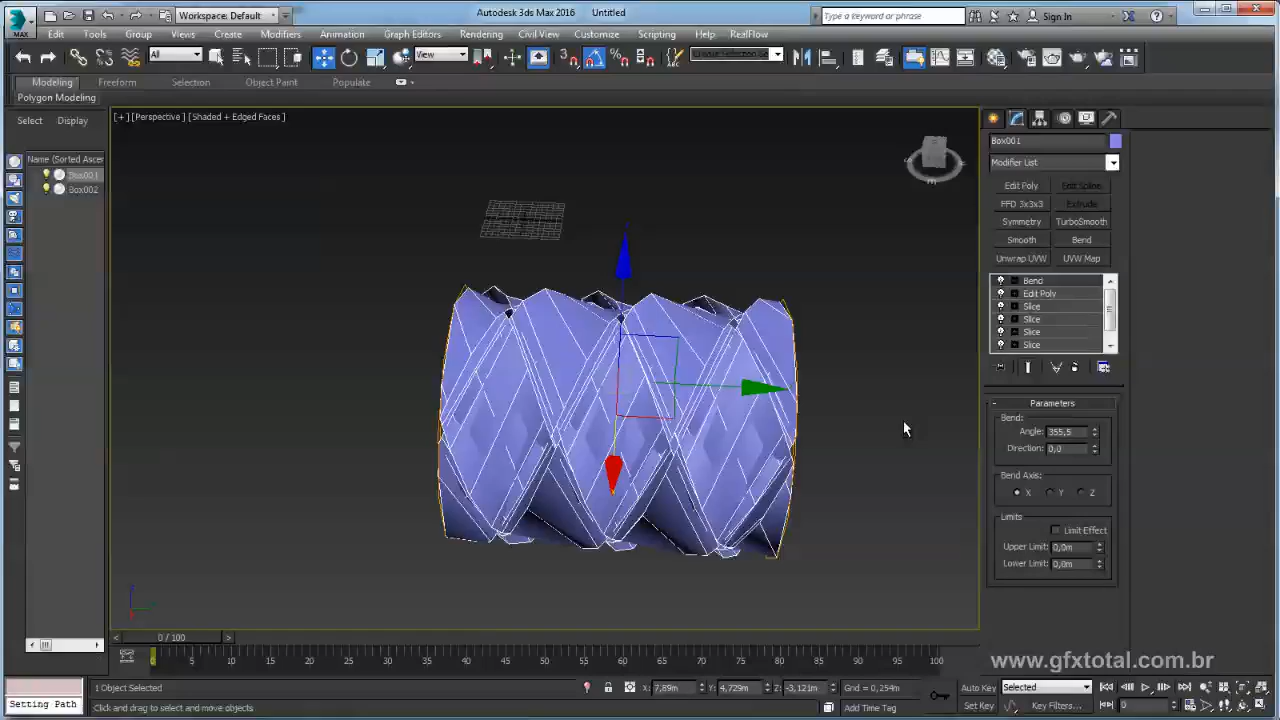 Workspace: Default
Autodesk 3ds Max 2016
Untitled
Type a keyword or phrase
Sign In
MAX
Edit
Tools
Group
Views
Create
Modifiers
Animation
Graph Editors
Rendering
Civil View
Customize
Scripting
Help
RealFlow
All
View
Modeling
Freeform
Selection
Object Paint
Populate
Polygon Modeling
Select
Display
[+][Perspective][Shaded + Edged Faces]
Name (Sorted Ascen
Box001
Box002
Box001
Modifier List
Edit Poly
Edit Spline
FFD 3x3x3
Extrude
Symmetry
TurboSmooth
Smooth
Bend
Unwrap UVW
UVW Map
Bend
Edit Poly
Slice
Slice
Slice
Slice
Parameters
Bend:
Angle: 355,5
Direction: 0,0
Bend Axis:
X Y Z
Limits
Limit Effect
Upper Limit: 0,0m
Lower Limit: 0,0m
0 / 100
0 5 10 15 20 25 30 35 40 45 50 55 60 65 70 75 80 85 90 95 100
www.gfxtotal.com.br
1 Object Selected
X: 7,89m
Y: 4,729m
Z: -3,121m
Grid = 0,254m
Auto Key
Selected
Setting Path
Click and drag to select and move objects
Add Time Tag
Set Key
Key Filters...
0